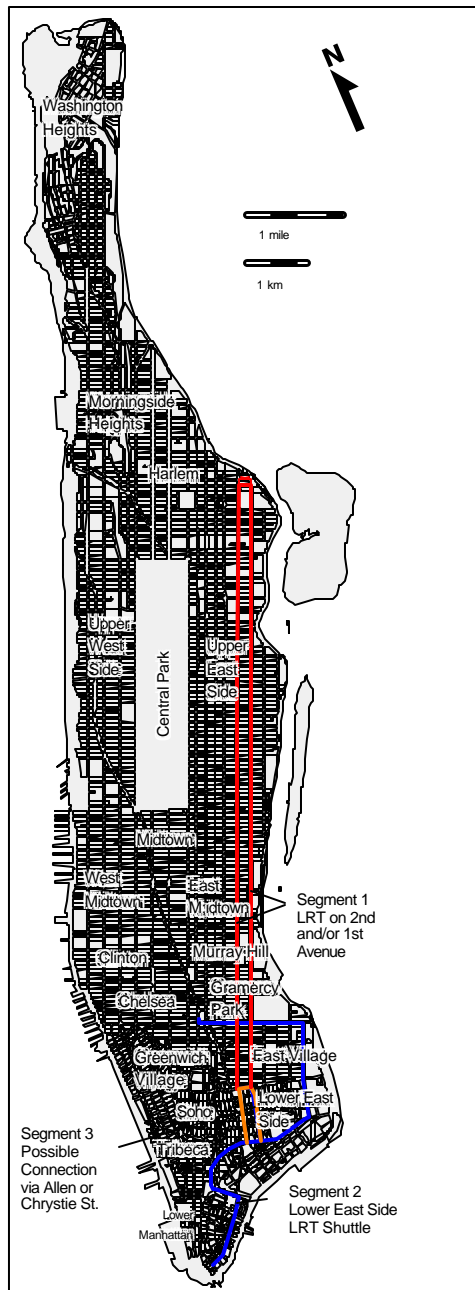 N
Washington
Heights
1 mile
1 km
Morningside
Heights
Harlem
Upper
West
Side
Central Park
Upper
East
Side
Midtown
West
Midtown
East
Midtown
Segment 1
LRT on 2nd
and/or 1st
Avenue
Murray Hill
Clinton
Gramercy
Park
Chelsea
Greenwich
Village
East Village
Soho
Lower East
Side
Segment 3
Possible
Connection
via Allen or
Chrystie St.
Tribeca
Segment 2
Lower East Side
LRT Shuttle
Lower
Manhattan